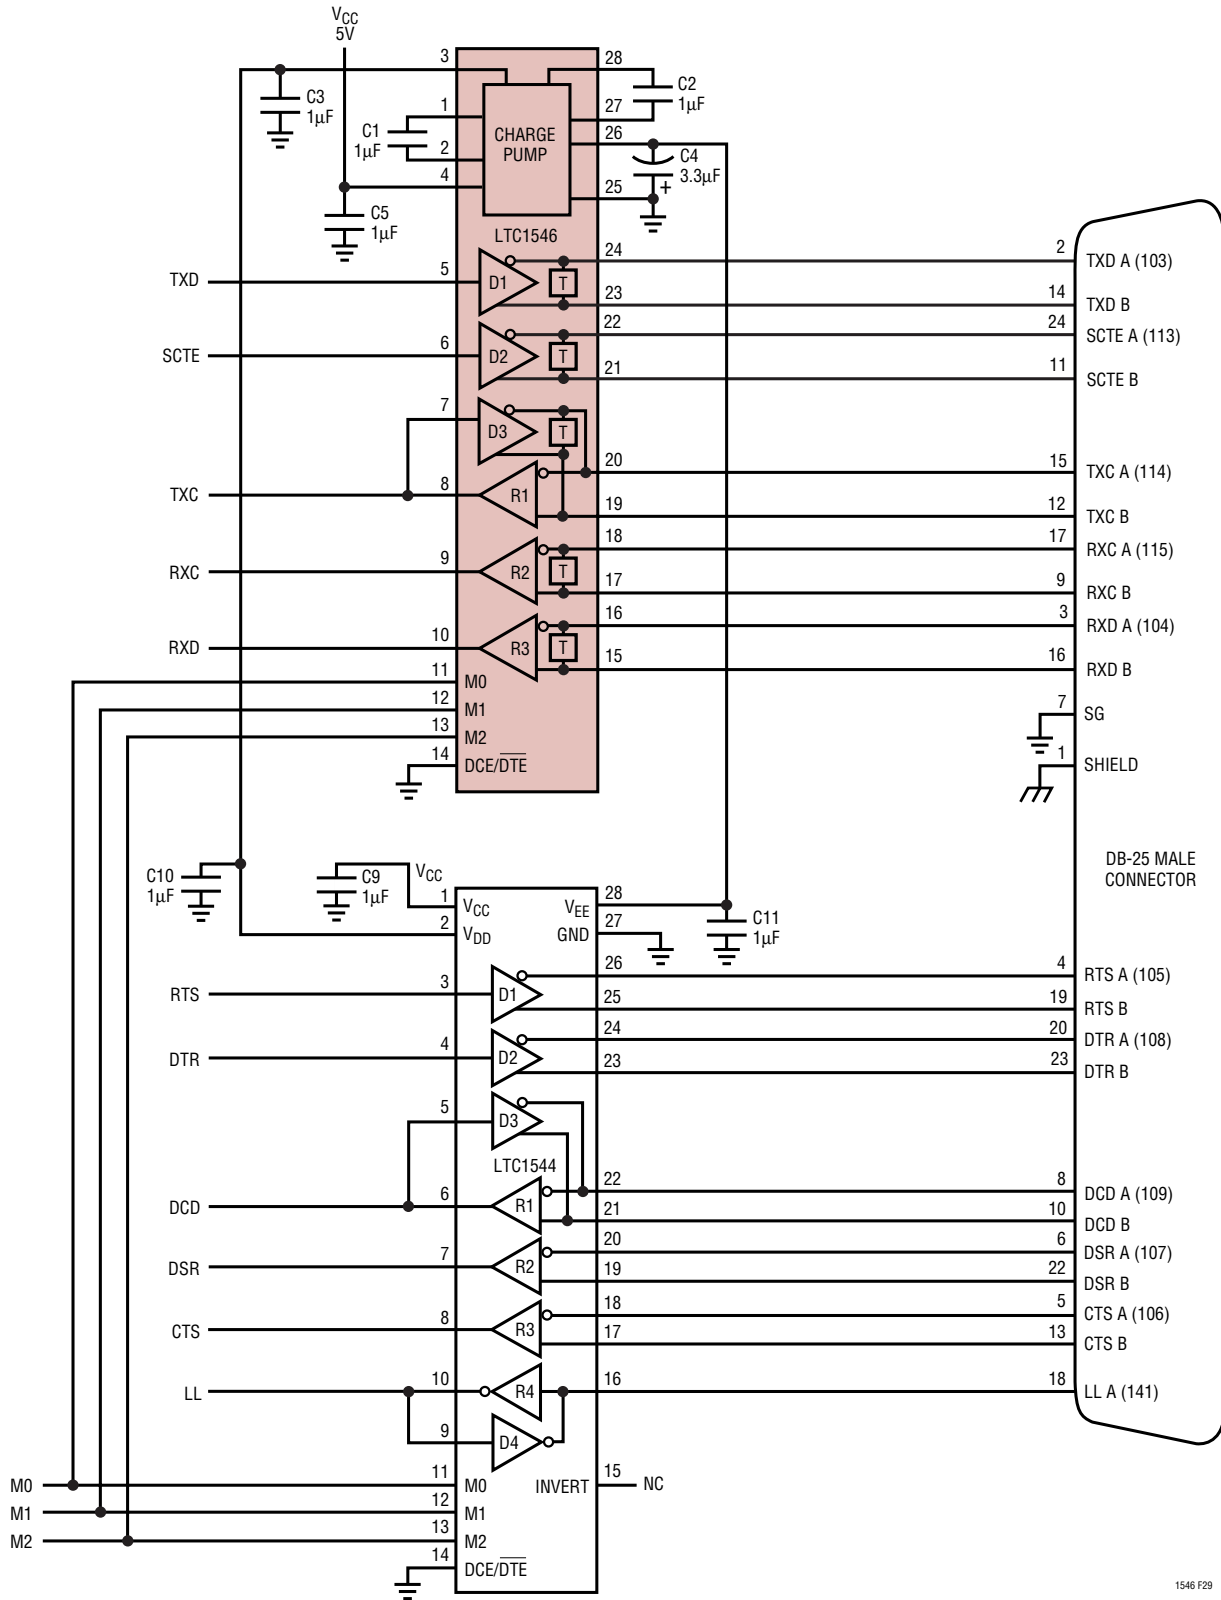 VCC
5V
3
28
C3
1µF
C2
1µF
1
27
C1
1µF
CHARGE
PUMP
2
26
4
C4
3.3µF
+
25
C5
1µF
LTC1546
TXD
5
D1
T
24
2
TXD A (103)
23
14
TXD B
SCTE
6
D2
T
22
24
SCTE A (113)
21
11
SCTE B
7
D3
T
20
15
TXC A (114)
TXC
8
R1
19
12
TXC B
18
17
RXC A (115)
RXC
9
R2
T
17
9
RXC B
16
3
RXD A (104)
RXD
10
R3
T
15
16
RXD B
11
M0
12
M1
7
SG
13
M2
14
DCE/DTE
1
SHIELD
DB-25 MALE
CONNECTOR
C10
1µF
C9
1µF
VCC
1
VCC
VEE
28
2
VDD
GND
27
C11
1µF
RTS
3
D1
26
4
RTS A (105)
25
19
RTS B
DTR
4
D2
24
20
DTR A (108)
23
23
DTR B
5
D3
LTC1544
DCD
6
R1
22
8
DCD A (109)
21
10
DCD B
DSR
7
R2
20
6
DSR A (107)
19
22
DSR B
CTS
8
R3
18
5
CTS A (106)
17
13
CTS B
LL
10
R4
16
18
LL A (141)
9
D4
M0
11
M0
INVERT
15
NC
M1
12
M1
M2
13
M2
14
DCE/DTE
1546 F29